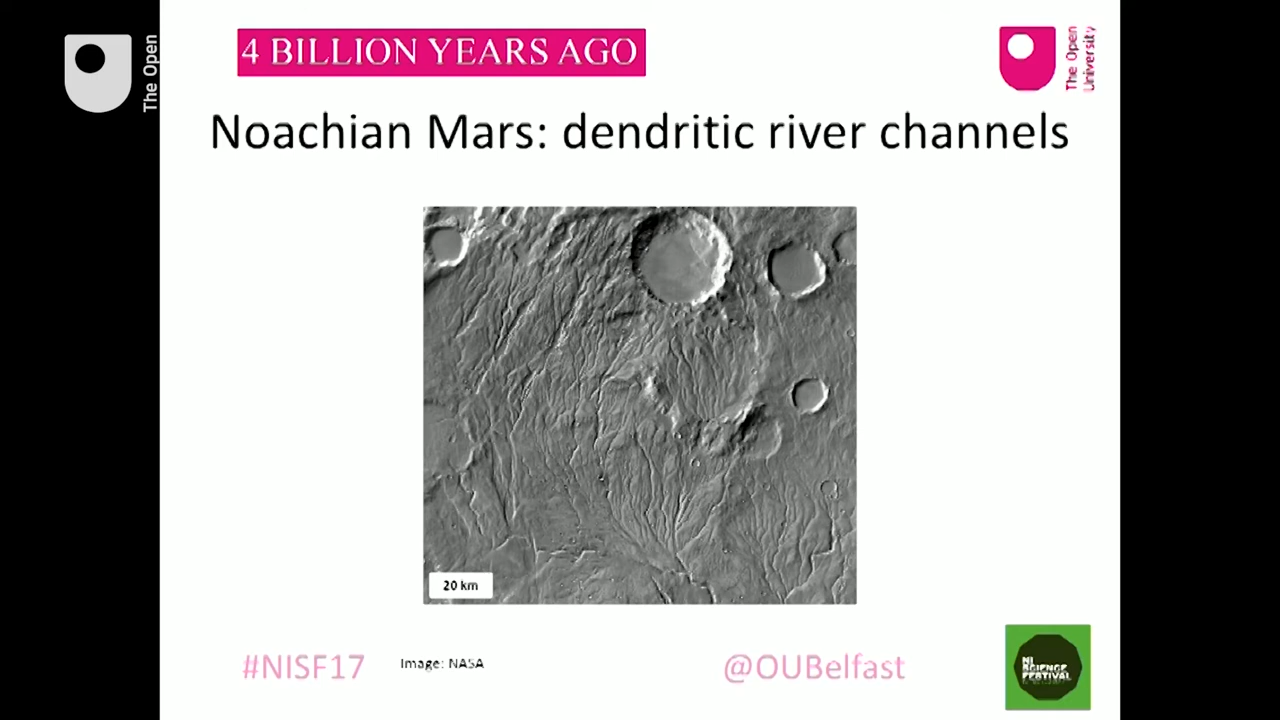 4 BILLION YEARS AGO
The Open
The Open
University
Noachian Mars: dendritic river channels
20 km
#NISF17
Image: NASA
@OUBelfast
NI
SCIENCE
FESTIVAL